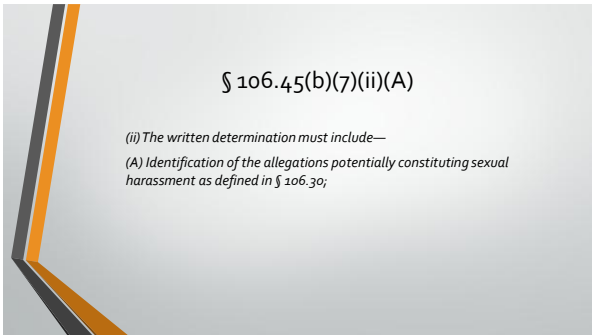 § 106.45(b)(7)(ii)(A)
(ii) The written determination must include—
(A) Identification of the allegations potentially constituting sexual
harassment as defined in § 106.30;